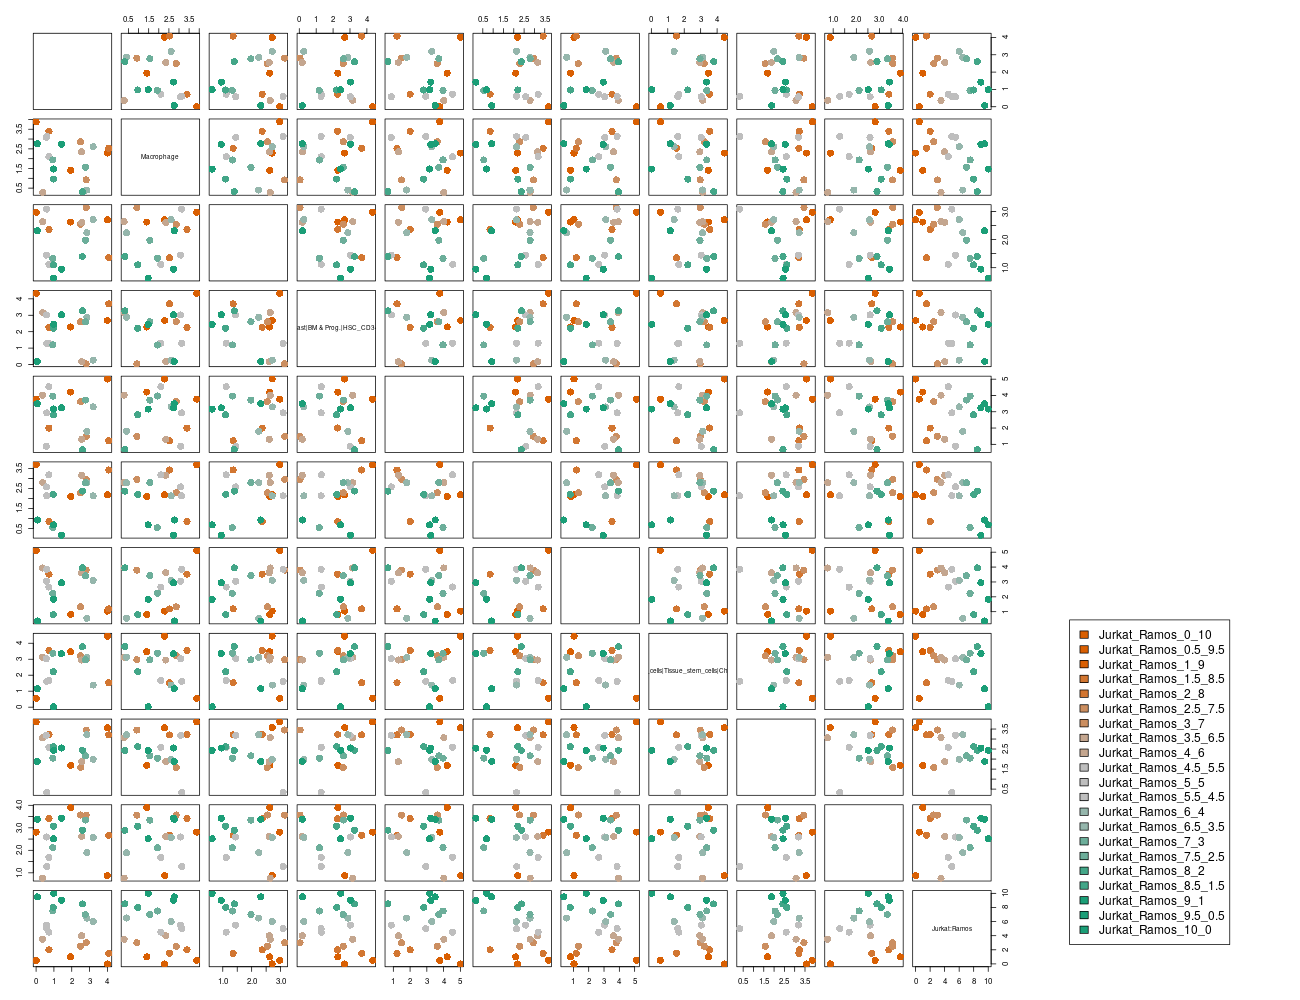 0.5 1.5 2.5 3.5
0 1 2 3 4
0.5 1.5 2.5 3.5
0 1 2 3 4
1.0 2.0 3.0 4.0
0 1 2 3 4
0.5 1.5 2.5 3.5
Macrophage
1.0 2.0 3.0
0 1 2 3 4
ast|BM & Prog.|HSC_CD3
1 2 3 4 5
0.5 1.5 2.5 3.5
1 2 3 4 5
0 1 2 3 4
cells|Tissue_stem_cells|Ch
0.5 1.5 2.5 3.5
1.0 2.0 3.0 4.0
Jurkat:Ramos
0 2 4 6 8 10
0 1 2 3 4
1.0 2.0 3.0
1 2 3 4 5
1 2 3 4 5
0.5 1.5 2.5 3.5
0 2 4 6 8 10
Jurkat_Ramos_0_10
Jurkat_Ramos_0.5_9.5
Jurkat_Ramos_1_9
Jurkat_Ramos_1.5_8.5
Jurkat_Ramos_2_8
Jurkat_Ramos_2.5_7.5
Jurkat_Ramos_3_7
Jurkat_Ramos_3.5_6.5
Jurkat_Ramos_4_6
Jurkat_Ramos_4.5_5.5
Jurkat_Ramos_5_5
Jurkat_Ramos_5.5_4.5
Jurkat_Ramos_6_4
Jurkat_Ramos_6.5_3.5
Jurkat_Ramos_7_3
Jurkat_Ramos_7.5_2.5
Jurkat_Ramos_8_2
Jurkat_Ramos_8.5_1.5
Jurkat_Ramos_9_1
Jurkat_Ramos_9.5_0.5
Jurkat_Ramos_10_0